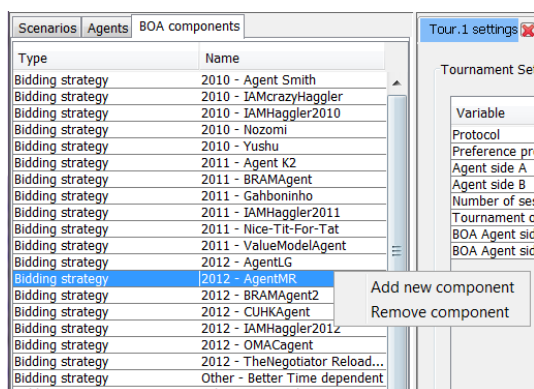 Scenarios Agents BOA components
Type Name
Bidding strategy 2010 - Agent Smith
Bidding strategy 2010 - IAMcrazyHaggler
Bidding strategy 2010 - IAMHaggler2010
Bidding strategy 2010 - Nozomi
Bidding strategy 2010 - Yushu
Bidding strategy 2011 - Agent K2
Bidding strategy 2011 - BRAMAgent
Bidding strategy 2011 - Gahboninho
Bidding strategy 2011 - IAMHaggler2011
Bidding strategy 2011 - Nice-Tit-For-Tat
Bidding strategy 2011 - ValueModelAgent
Bidding strategy 2012 - AgentLG
Bidding strategy 2012 - AgentMR
Bidding strategy 2012 - BRAMAgent2
Bidding strategy 2012 - CUHKAgent
Bidding strategy 2012 - IAMHaggler2012
Bidding strategy 2012 - OMACagent
Bidding strategy 2012 - TheNegotiator Reload...
Bidding strategy Other - Better Time dependent
Add new component
Remove component
Tour.1 settings
Tournament Se
Variable
Protocol
Preference pr
Agent side A
Agent side B
Number of ses
Tournament o
BOA Agent sid
BOA Agent sid